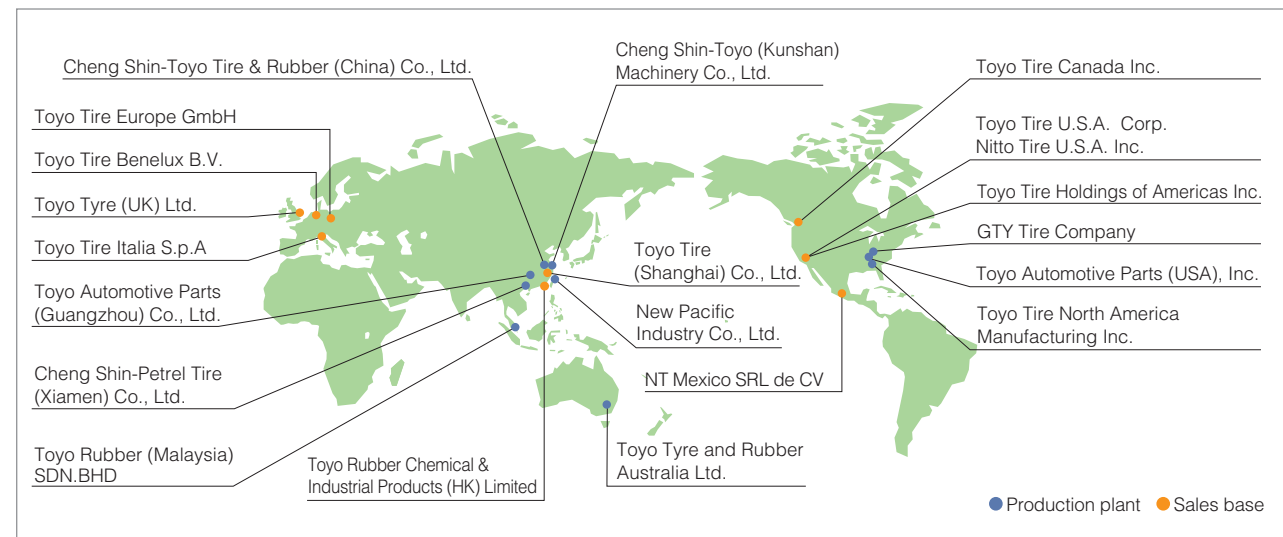 Cheng Shin-Toyo Tire & Rubber (China) Co., Ltd.
Cheng Shin-Toyo (Kunshan)
Machinery Co., Ltd.
Toyo Tire Canada Inc.
Toyo Tire Europe GmbH
Toyo Tire Benelux B.V.
Toyo Tyre (UK) Ltd.
Toyo Tire Italia S.p.A
Toyo Automotive Parts
(Guangzhou) Co., Ltd.
Cheng Shin-Petrel Tire
(Xiamen) Co., Ltd.
Toyo Rubber (Malaysia)
SDN.BHD
Toyo Rubber Chemical &
Industrial Products (HK) Limited
Toyo Tire
(Shanghai) Co., Ltd.
New Pacific
Industry Co., Ltd.
NT Mexico SRL de CV
Toyo Tyre and Rubber
Australia Ltd.
Toyo Tire U.S.A. Corp.
Nitto Tire U.S.A. Inc.
Toyo Tire Holdings of Americas Inc.
GTY Tire Company
Toyo Automotive Parts (USA), Inc.
Toyo Tire North America
Manufacturing Inc.
Production plant
Sales base